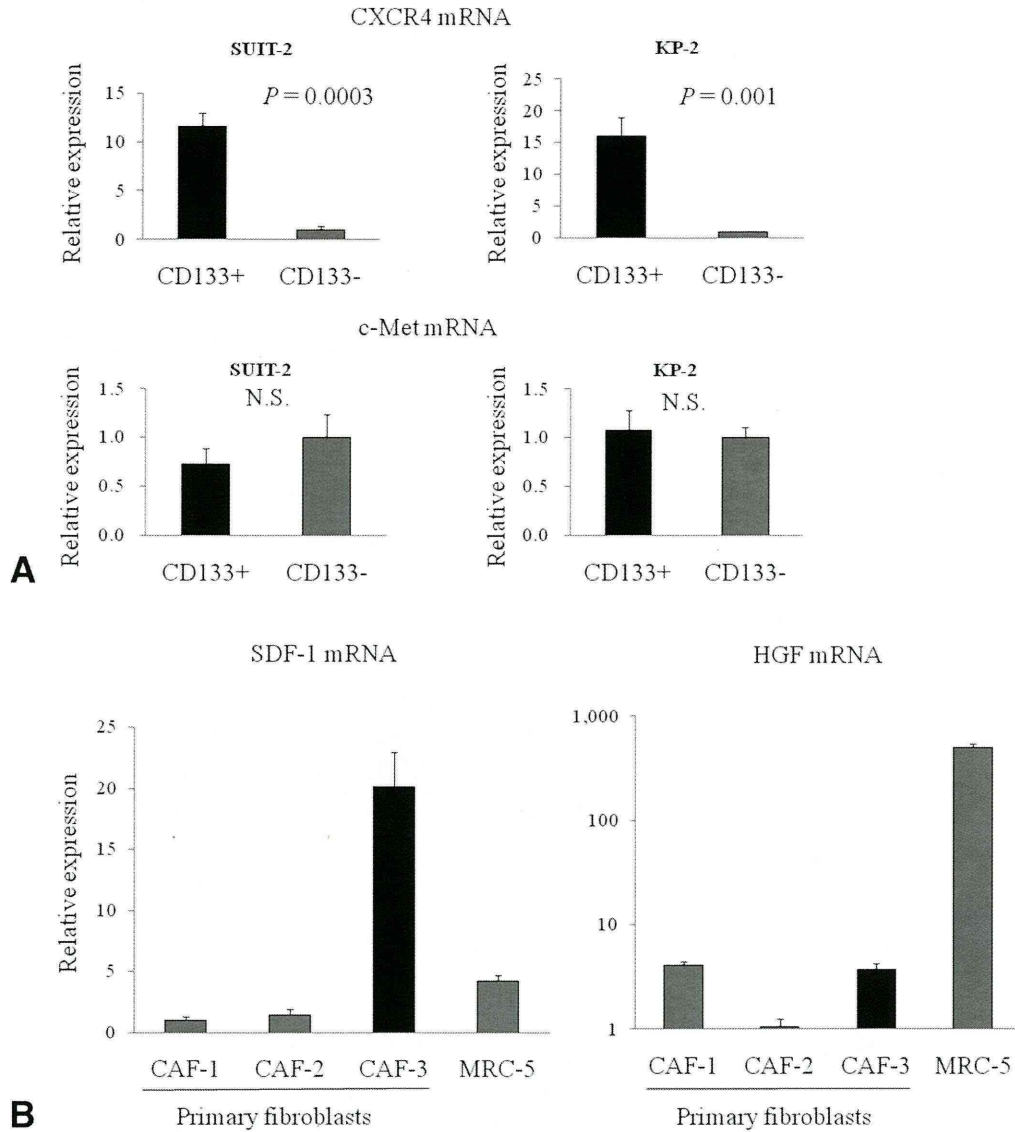 CXCR4 mRNA
SUIT-2
KP-2
Relative expression
15
10
5
0
P = 0.0003
CD133+
CD133-
Relative expression
25
20
15
10
5
0
P = 0.001
CD133+
CD133-
c-Met mRNA
SUIT-2
KP-2
Relative expression
1.5
1.0
0.5
0.0
N.S.
CD133+
CD133-
Relative expression
1.5
1.0
0.5
0.0
N.S.
CD133+
CD133-
A
SDF-1 mRNA
HGF mRNA
Relative expression
25
20
15
10
5
0
CAF-1
CAF-2
CAF-3
MRC-5
Primary fibroblasts
1,000
100
10
1
CAF-1
CAF-2
CAF-3
MRC-5
Primary fibroblasts
B